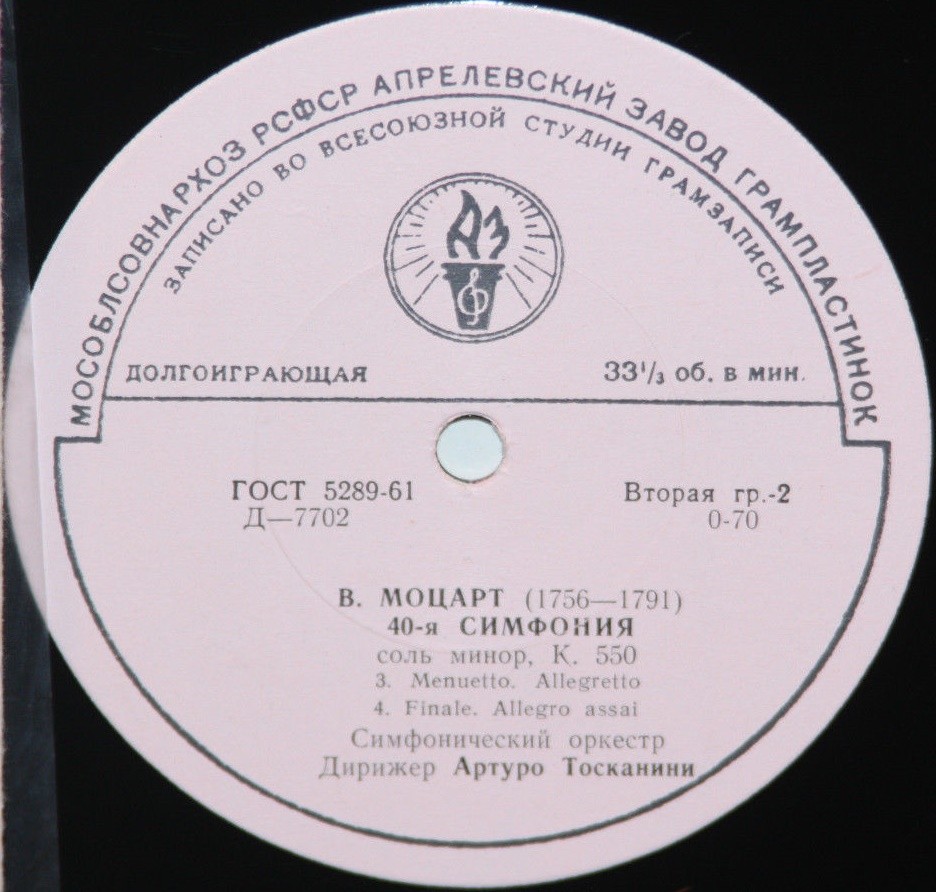 МОСОБЛСОВНАРХОЗ РСФСР АПРЕЛЕВСКИЙ ЗАВОД ГРАМПЛАСТИНОК
ЗАПИСАНО ВО ВСЕСОЮЗНОЙ СТУДИИ ГРАМЗАПИСИ
АЗ
ДОЛГОИГРАЮЩАЯ 33⅓ об. в мин.
ГОСТ 5289-61 Вторая гр.-2
Д—7702 0-70
В. МОЦАРТ (1756—1791)
40-я СИМФОНИЯ
соль минор, К. 550
3. Menuetto. Allegretto
4. Finale. Allegro assai
Симфонический оркестр
Дирижер Артуро Тосканини